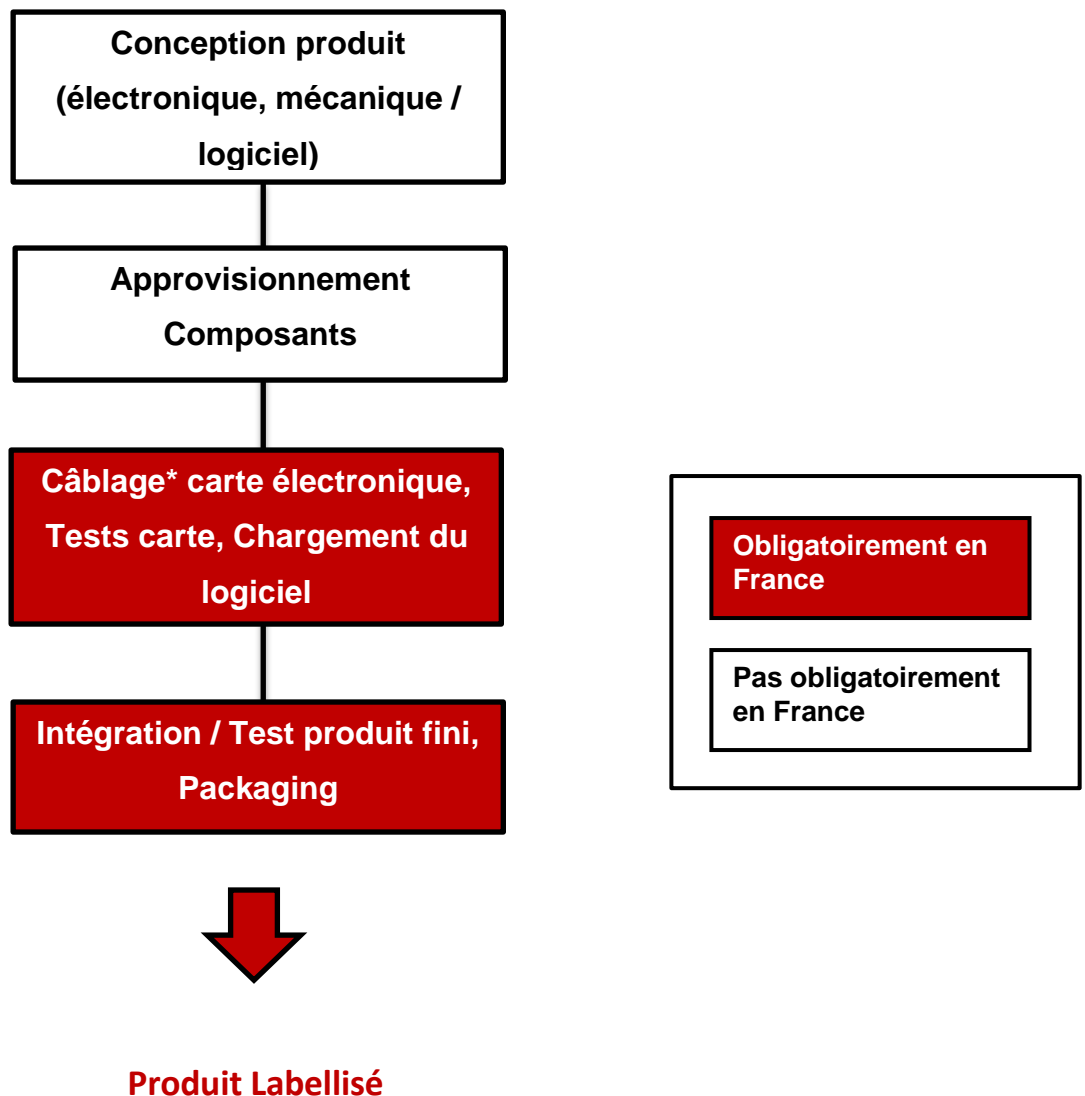 Conception produit
(électronique, mécanique /
logiciel)
Approvisionnement
Composants
Câblage* carte électronique,
Tests carte, Chargement du
logiciel
Intégration / Test produit fini,
Packaging
Produit Labellisé
Obligatoirement en
France
Pas obligatoirement
en France